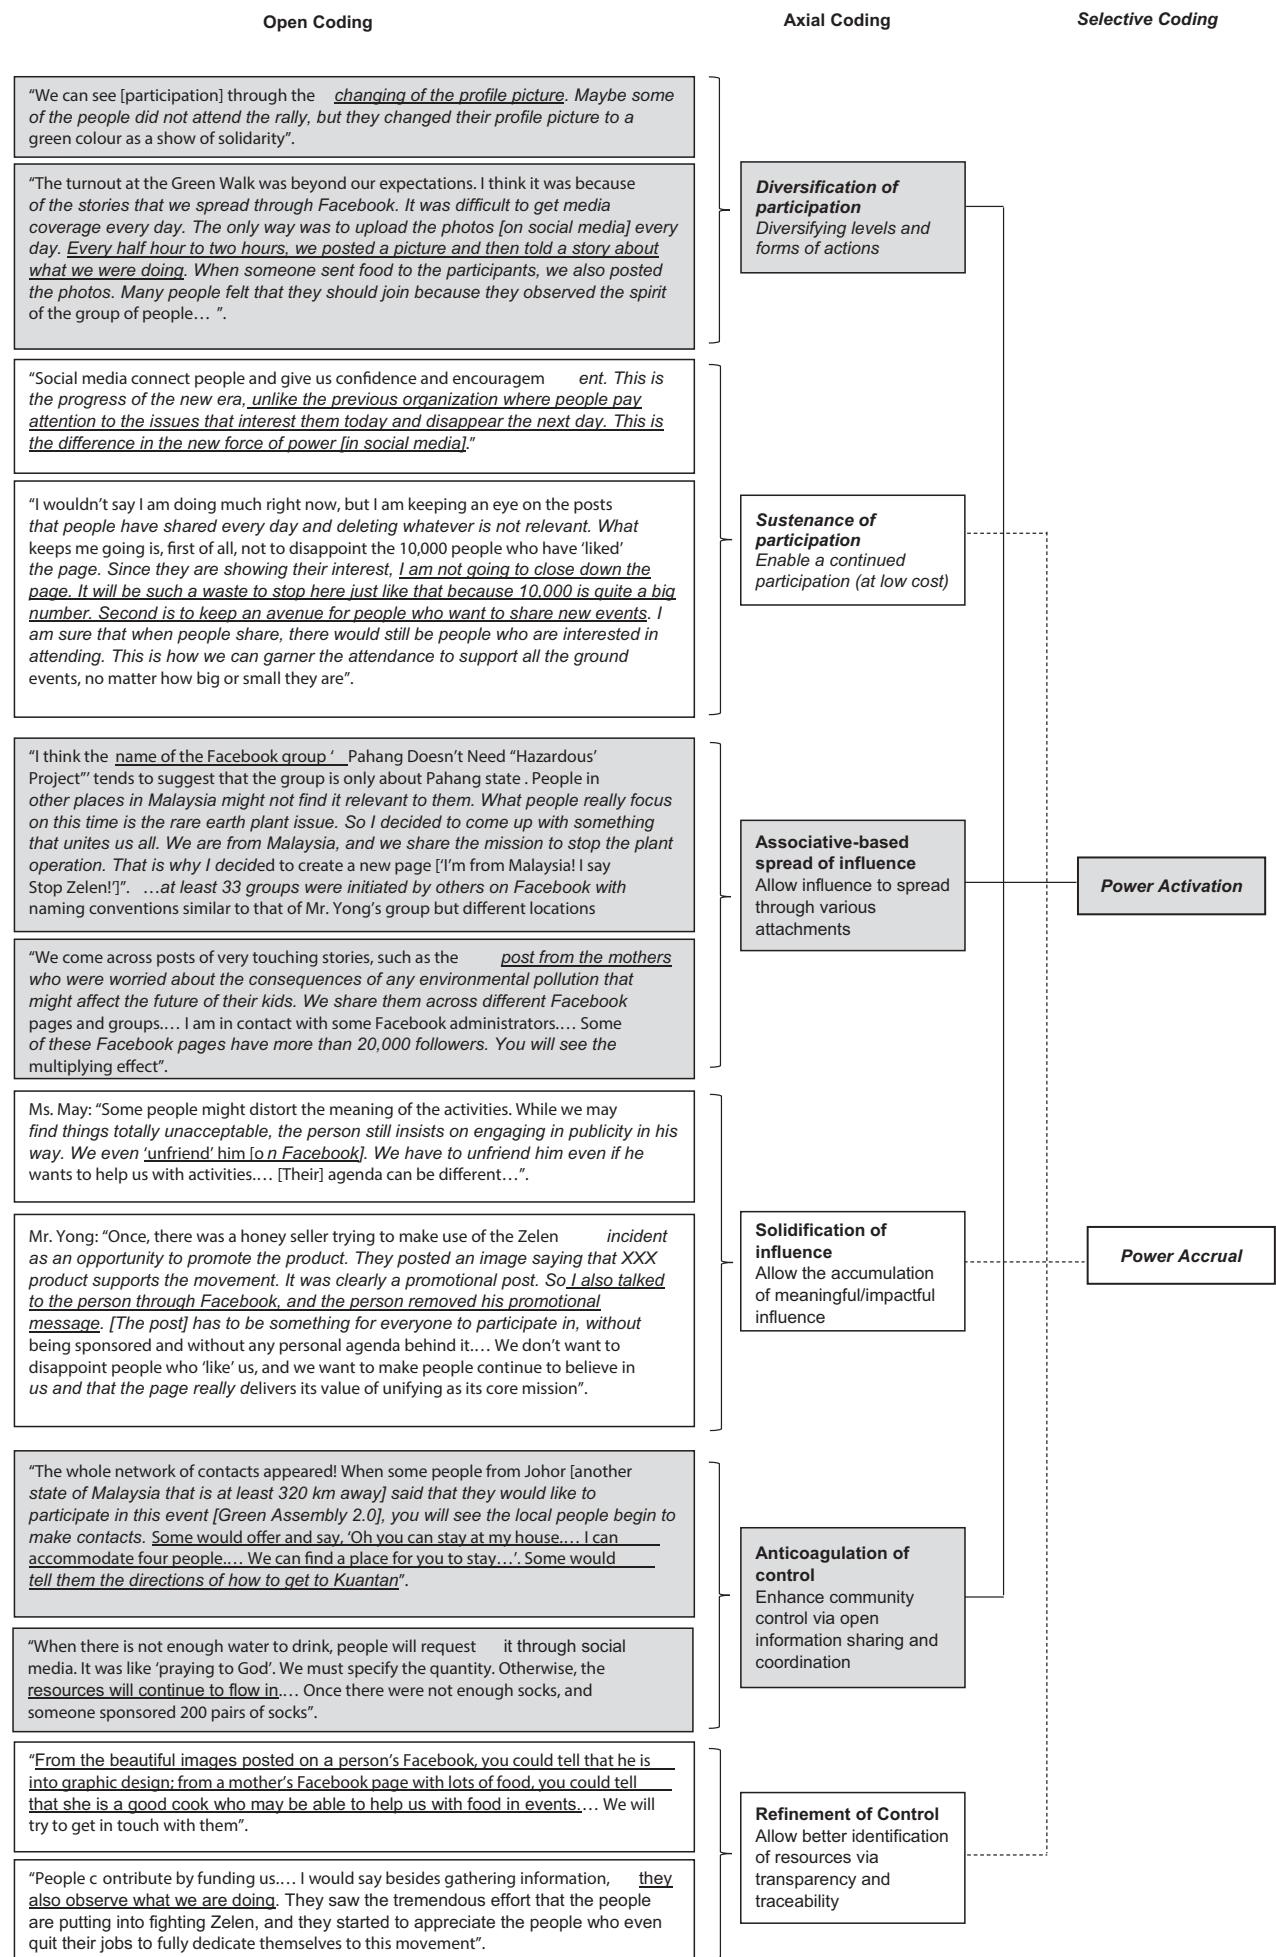 Open Coding
Axial Coding
Selective Coding
“We can see [participation] through the changing of the profile picture. Maybe some
of the people did not attend the rally, but they changed their profile picture to a
green colour as a show of solidarity”.
“The turnout at the Green Walk was beyond our expectations. I think it was because
of the stories that we spread through Facebook. It was difficult to get media
coverage every day. The only way was to upload the photos [on social media] every
day. Every half hour to two hours, we posted a picture and then told a story about
what we were doing. When someone sent food to the participants, we also posted
the photos. Many people felt that they should join because they observed the spirit
of the group of people… ”.
Diversification of
participation
Diversifying levels and
forms of actions
“Social media connect people and give us confidence and encouragem ent. This is
the progress of the new era, unlike the previous organization where people pay
attention to the issues that interest them today and disappear the next day. This is
the difference in the new force of power [in social media].”
“I wouldn’t say I am doing much right now, but I am keeping an eye on the posts
that people have shared every day and deleting whatever is not relevant. What
keeps me going is, first of all, not to disappoint the 10,000 people who have ‘liked’
the page. Since they are showing their interest, I am not going to close down the
page. It will be such a waste to stop here just like that because 10,000 is quite a big
number. Second is to keep an avenue for people who want to share new events. I
am sure that when people share, there would still be people who are interested in
attending. This is how we can garner the attendance to support all the ground
events, no matter how big or small they are”.
Sustenance of
participation
Enable a continued
participation (at low cost)
“I think the name of the Facebook group ‘ Pahang Doesn’t Need “Hazardous’
Project”’ tends to suggest that the group is only about Pahang state . People in
other places in Malaysia might not find it relevant to them. What people really focus
on this time is the rare earth plant issue. So I decided to come up with something
that unites us all. We are from Malaysia, and we share the mission to stop the plant
operation. That is why I decided to create a new page [‘I’m from Malaysia! I say
Stop Zelen!’]”. …at least 33 groups were initiated by others on Facebook with
naming conventions similar to that of Mr. Yong’s group but different locations
“We come across posts of very touching stories, such as the post from the mothers
who were worried about the consequences of any environmental pollution that
might affect the future of their kids. We share them across different Facebook
pages and groups.… I am in contact with some Facebook administrators.… Some
of these Facebook pages have more than 20,000 followers. You will see the
multiplying effect”.
Associative-based
spread of influence
Allow influence to spread
through various
attachments
Power Activation
Ms. May: “Some people might distort the meaning of the activities. While we may
find things totally unacceptable, the person still insists on engaging in publicity in his
way. We even ‘unfriend’ him [o n Facebook]. We have to unfriend him even if he
wants to help us with activities.… [Their] agenda can be different…”.
Mr. Yong: “Once, there was a honey seller trying to make use of the Zelen incident
as an opportunity to promote the product. They posted an image saying that XXX
product supports the movement. It was clearly a promotional post. So I also talked
to the person through Facebook, and the person removed his promotional
message. [The post] has to be something for everyone to participate in, without
being sponsored and without any personal agenda behind it.… We don’t want to
disappoint people who ‘like’ us, and we want to make people continue to believe in
us and that the page really delivers its value of unifying as its core mission”.
Solidification of
influence
Allow the accumulation
of meaningful/impactful
influence
Power Accrual
“The whole network of contacts appeared! When some people from Johor [another
state of Malaysia that is at least 320 km away] said that they would like to
participate in this event [Green Assembly 2.0], you will see the local people begin to
make contacts. Some would offer and say, ‘Oh you can stay at my house.… I can
accommodate four people.… We can find a place for you to stay…’. Some would
tell them the directions of how to get to Kuantan”.
“When there is not enough water to drink, people will request it through social
media. It was like ‘praying to God’. We must specify the quantity. Otherwise, the
resources will continue to flow in.… Once there were not enough socks, and
someone sponsored 200 pairs of socks”.
Anticoagulation of
control
Enhance community
control via open
information sharing and
coordination
“From the beautiful images posted on a person’s Facebook, you could tell that he is
into graphic design; from a mother’s Facebook page with lots of food, you could tell
that she is a good cook who may be able to help us with food in events.… We will
try to get in touch with them”.
“People c ontribute by funding us.… I would say besides gathering information, they
also observe what we are doing. They saw the tremendous effort that the people
are putting into fighting Zelen, and they started to appreciate the people who even
quit their jobs to fully dedicate themselves to this movement”.
Refinement of Control
Allow better identification
of resources via
transparency and
traceability